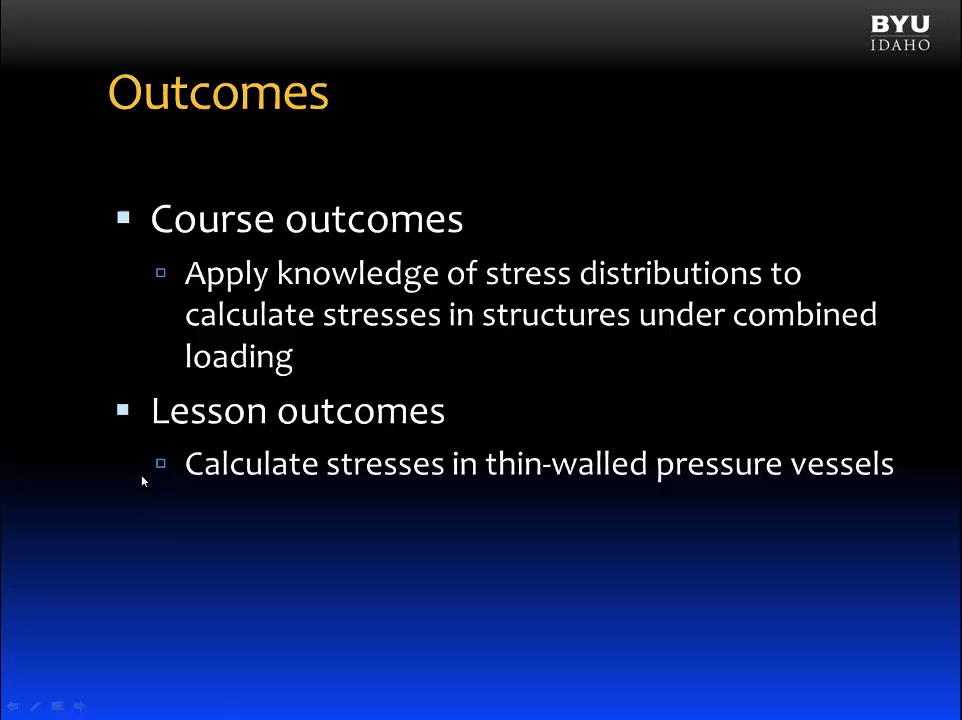 BYU
IDAHO
Outcomes
Course outcomes
Apply knowledge of stress distributions to
calculate stresses in structures under combined
loading
Lesson outcomes
Calculate stresses in thin-walled pressure vessels